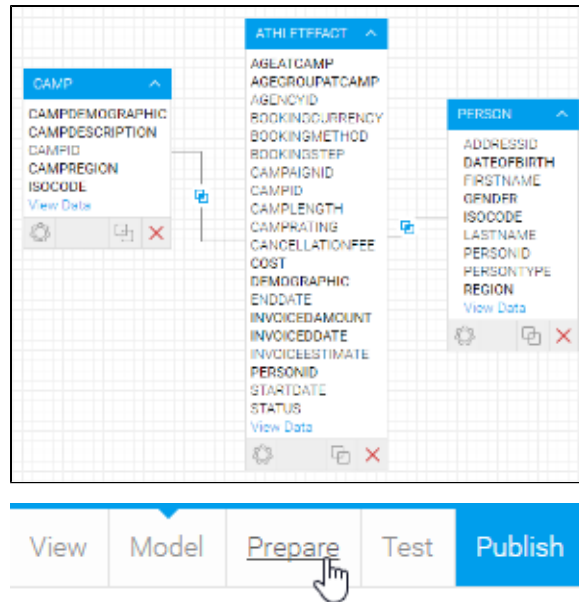 CAMP
CAMPDEMOGRAPHIC
CAMPDESCRIPTION
CAMPID
CAMPREGION
ISOCODE
View Data
ATHLETEFACT
AGEATCAMP
AGEGROUPATCAMP
AGENCYID
BOOKINGCURRENCY
BOOKINGMETHOD
BOOKINGSTEP
CAMPAIGNID
CAMPID
CAMPLENGTH
CAMPRATING
CANCELLATIONFEE
COST
DEMOGRAPHIC
ENDDATE
INVOICEDAMOUNT
INVOICEDDATE
INVOICEESTIMATE
PERSONID
STARTDATE
STATUS
View Data
PERSON
ADDRESSID
DATEOFBIRTH
FIRSTNAME
GENDER
ISOCODE
LASTNAME
PERSONID
PERSONTYPE
REGION
View Data
View Model Prepare Test Publish